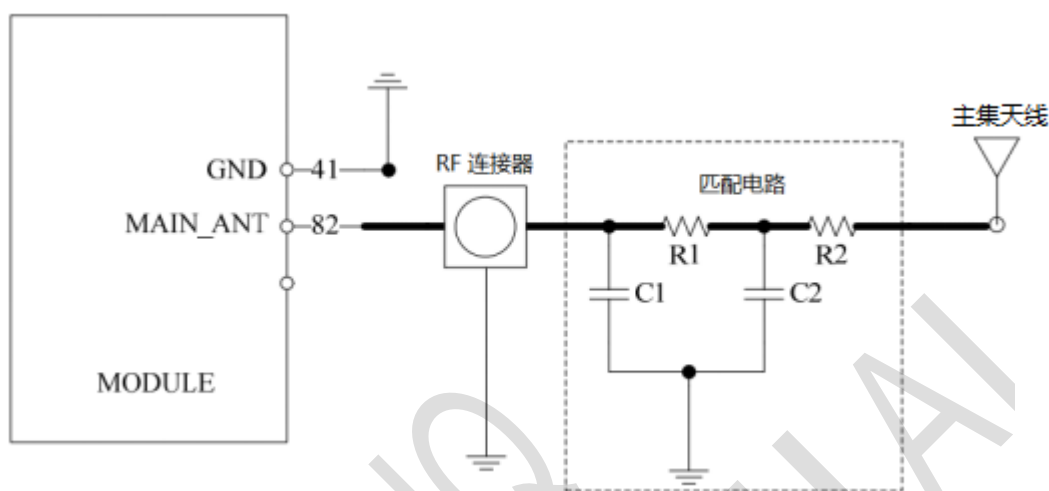 主集天线
RF 连接器
匹配电路
GND 41
MAIN_ANT 82
R1
R2
C1
C2
MODULE